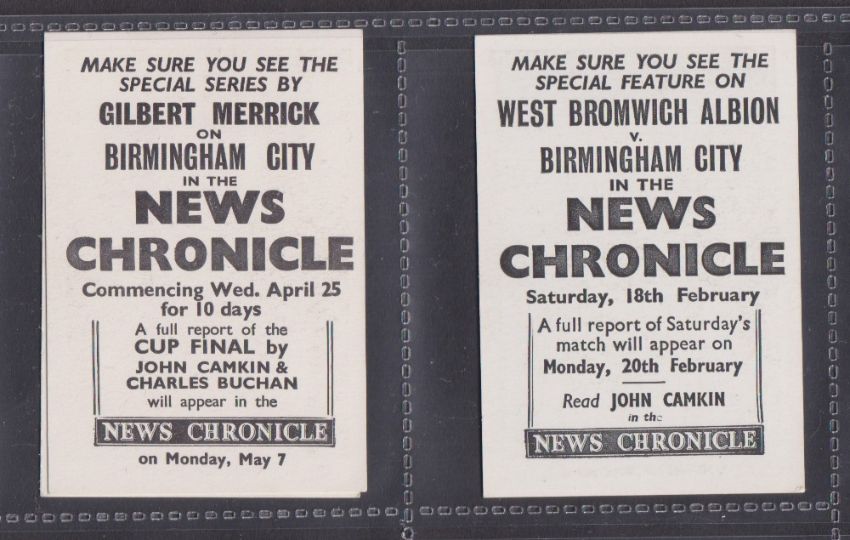 MAKE SURE YOU SEE THE
SPECIAL SERIES BY
GILBERT MERRICK
ON
BIRMINGHAM CITY
IN THE
NEWS
CHRONICLE
Commencing Wed. April 25
for 10 days
A full report of the
CUP FINAL by
JOHN CAMKIN &
CHARLES BUCHAN
will appear in the
NEWS CHRONICLE
on Monday, May 7
MAKE SURE YOU SEE THE
SPECIAL FEATURE ON
WEST BROMWICH ALBION
v.
BIRMINGHAM CITY
IN THE
NEWS
CHRONICLE
Saturday, 18th February
A full report of Saturday's
match will appear on
Monday, 20th February
Read JOHN CAMKIN
in the
NEWS CHRONICLE